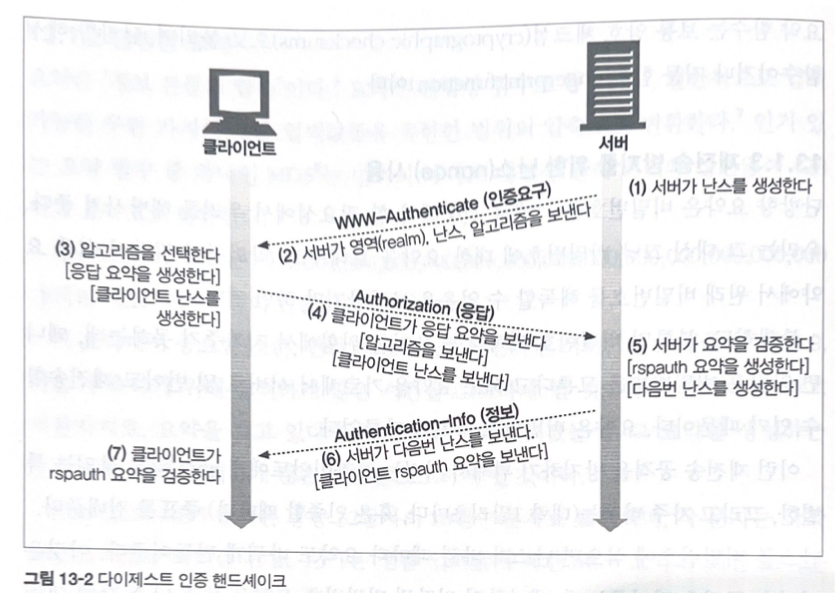 클라이언트
서버
(1) 서버가 난스를 생성한다
WWW-Authenticate (인증요구)
(2) 서버가 영역(realm), 난스, 알고리즘을 보낸다
(3) 알고리즘을 선택한다
[응답 요약을 생성한다]
[클라이언트 난스를
생성한다]
Authorization (응답)
(4) 클라이언트가 응답 요약을 보낸다
[알고리즘을 보낸다]
[클라이언트 난스를 보낸다]
(5) 서버가 요약을 검증한다
[rspauth 요약을 생성한다]
[다음번 난스를 생성한다]
Authentication-Info (정보)
(6) 서버가 다음번 난스를 보낸다.
[클라이언트 rspauth 요약을 보낸다]
(7) 클라이언트가
rspauth 요약을 검증한다
그림 13-2 다이제스트 인증 핸드셰이크